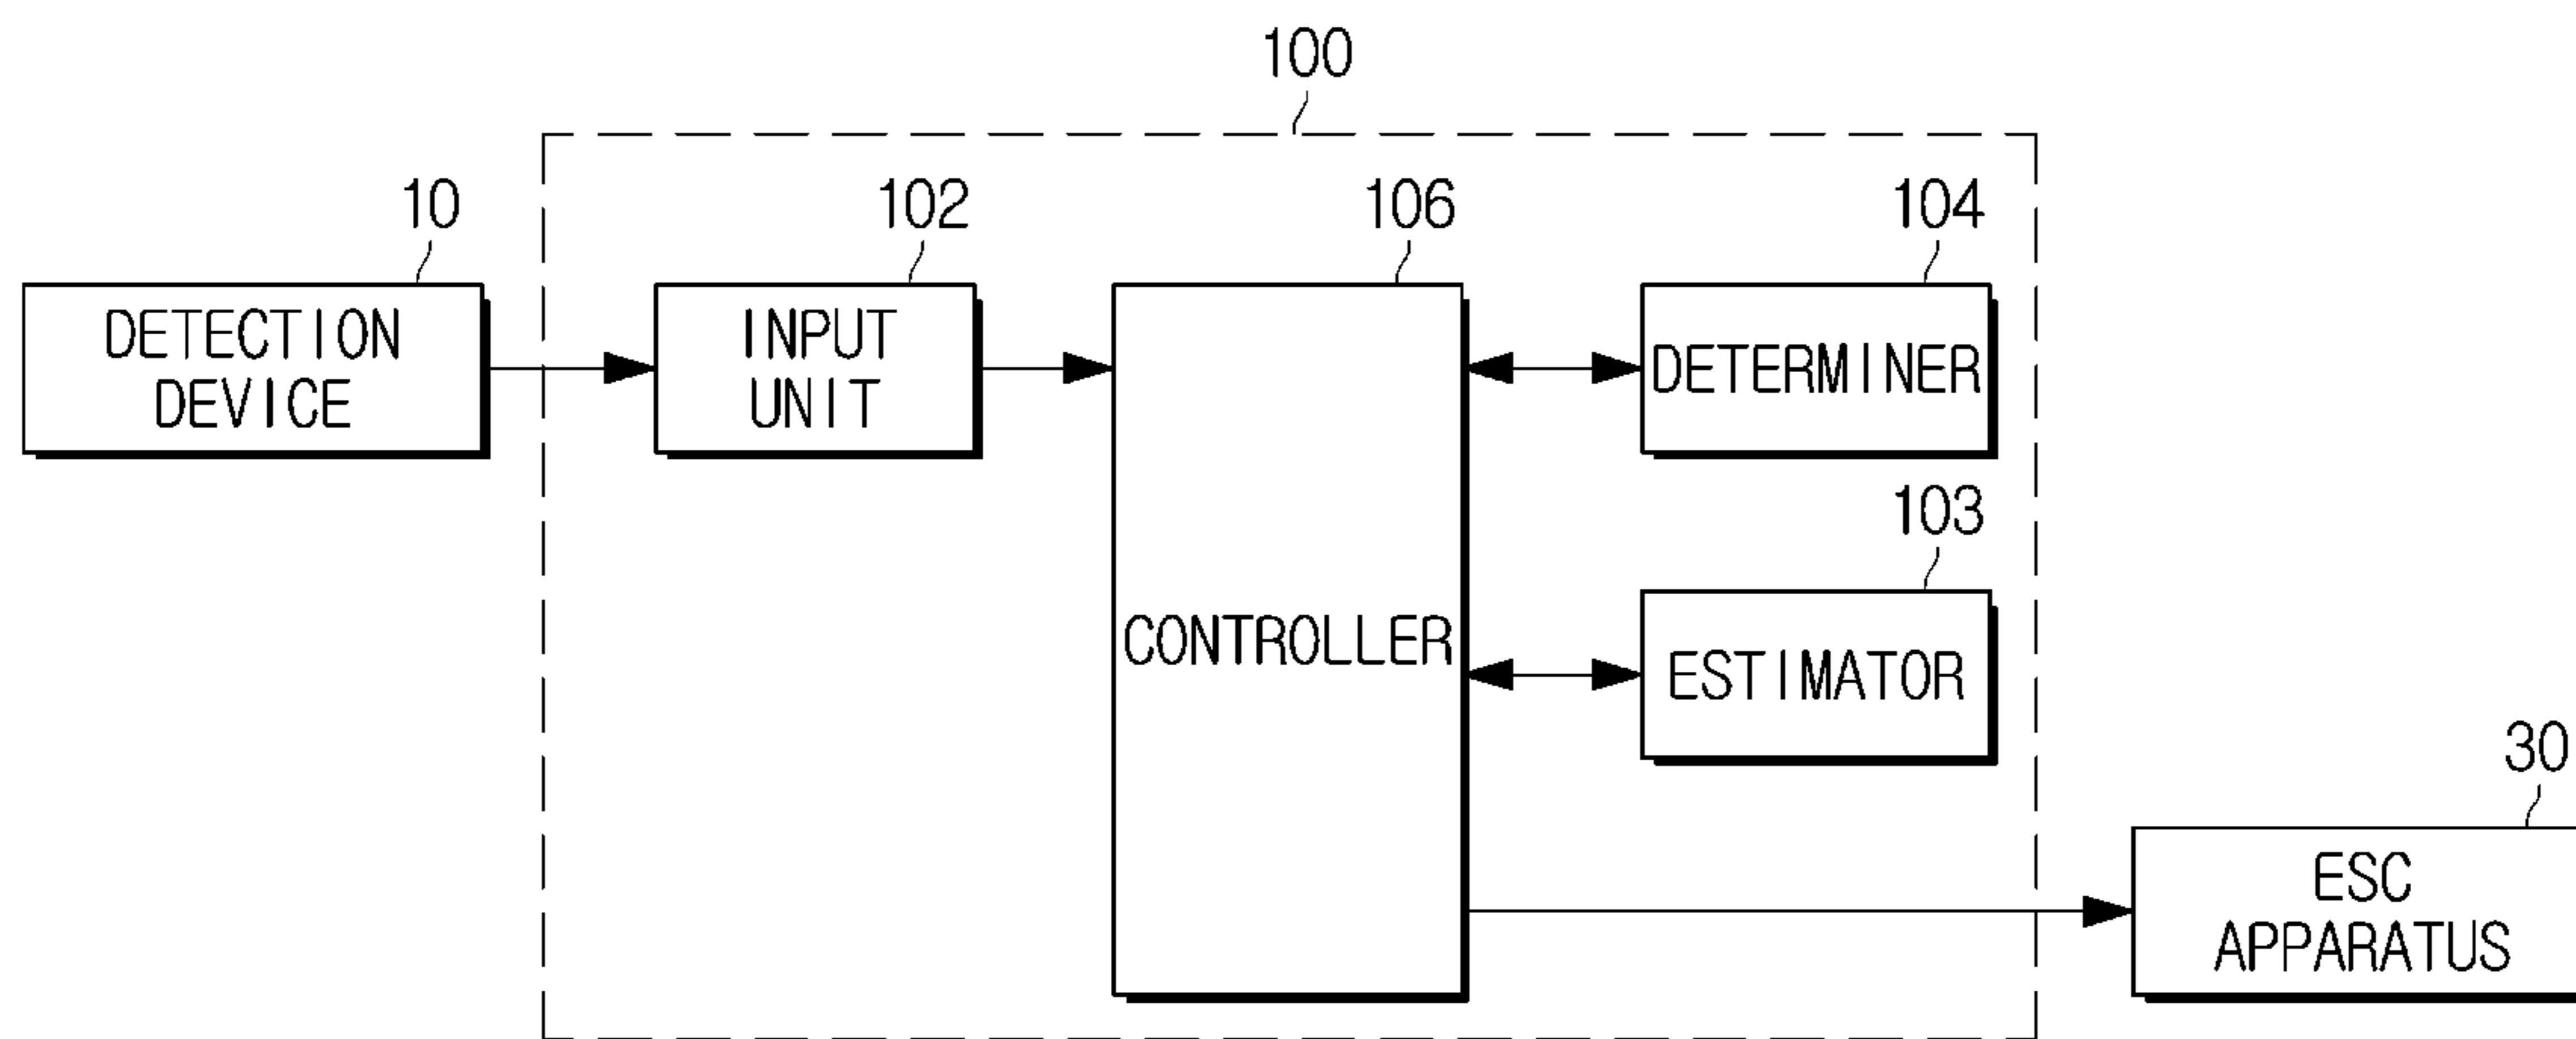 100
10
102
106
104
DETECTION
DEVICE
INPUT
UNIT
DETERMINER
103
CONTROLLER
ESTIMATOR
30
ESC
APPARATUS